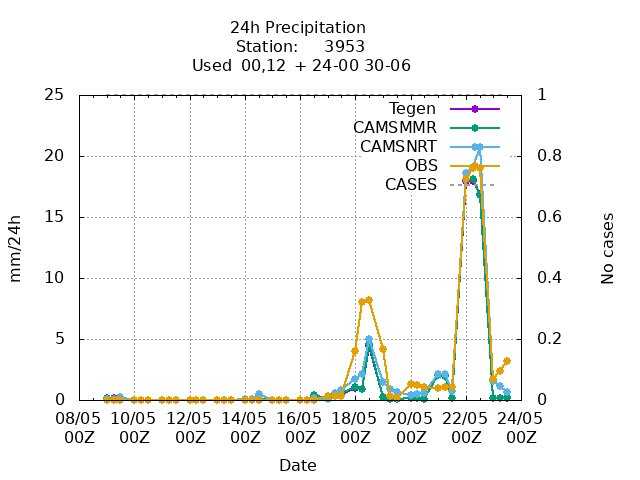 24h Precipitation
Station: 3953
Used 00,12 + 24-00 30-06
25 1
Tegen
CAMSMMR
CAMSNRT
OBS
CASES
20 0.8
15 0.6
10 0.4
5 0.2
0 0
mm/24h
No cases
08/05 10/05 12/05 14/05 16/05 18/05 20/05 22/05 24/05
00Z 00Z 00Z 00Z 00Z 00Z 00Z 00Z 00Z
Date